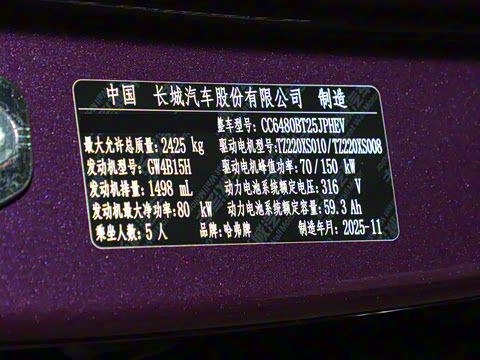 中国 长城汽车股份有限公司 制造
整车型号: CC6480BT25JPHEV
最大允许总质量: 2425 kg 驱动电机型号: TZ220XS010/TZ220XS008
发动机型号: GW4B15H 驱动电机峰值功率: 70/150 kW
发动机排量: 1498 mL 动力电池系统额定电压: 316 V
发动机最大净功率: 80 kW 动力电池系统额定容量: 59.3 Ah
乘坐人数: 5 人 品牌: 哈弗牌 制造年月: 2025-11